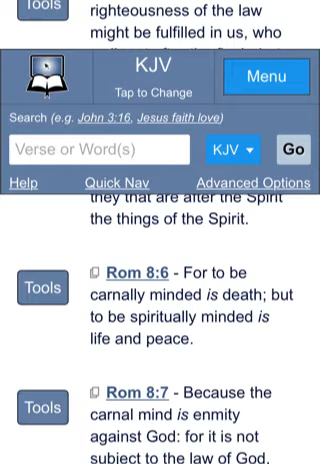 Tools
righteousness of the law
might be fulfilled in us, who
KJV
Tap to Change
Menu
Search (e.g. John 3:16, Jesus faith love)
Verse or Word(s)
KJV
Go
Help
Quick Nav
Advanced Options
they that are after the Spirit
the things of the Spirit.
Tools
Rom 8:6 - For to be
carnally minded is death; but
to be spiritually minded is
life and peace.
Tools
Rom 8:7 - Because the
carnal mind is enmity
against God: for it is not
subject to the law of God,